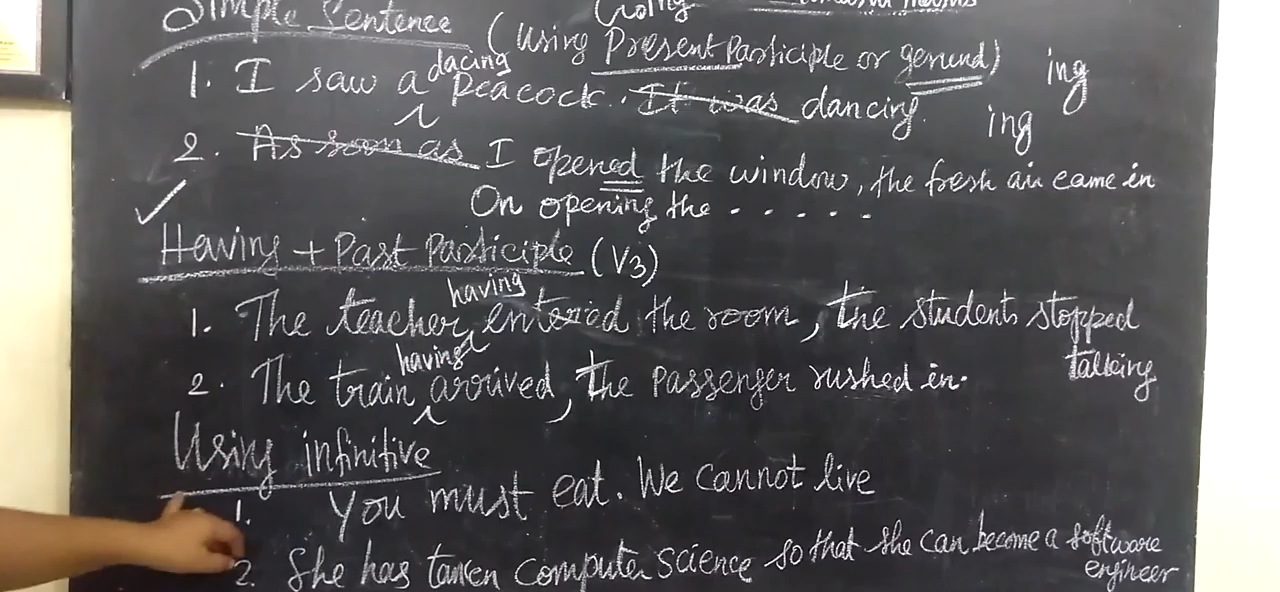 Using
Simple Sentence (Using Present Participle or gerund) ing
dacing
1. I saw a peacock. It was dancing. ing
2. As soon as I opened the window, the fresh air came in
On opening the . . . . .
Having + Past Participle (V3)
having
1. The teacher entered the room, the students stopped
talking
having
2. The train arrived, the passenger rushed in.
Using infinitive
1. You must eat. We cannot live
2. She has taken Computer science so that she can become a software
engineer